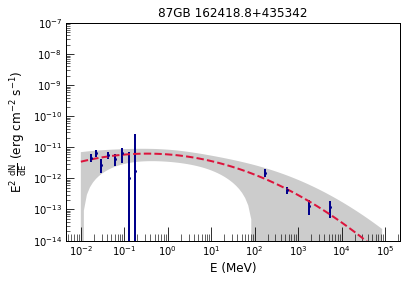 87GB 162418.8+435342
E² dN/dE (erg cm⁻² s⁻¹)
10⁻⁷
10⁻⁸
10⁻⁹
10⁻¹⁰
10⁻¹¹
10⁻¹²
10⁻¹³
10⁻¹⁴
10⁻² 10⁻¹ 10⁰ 10¹ 10² 10³ 10⁴ 10⁵
E (MeV)